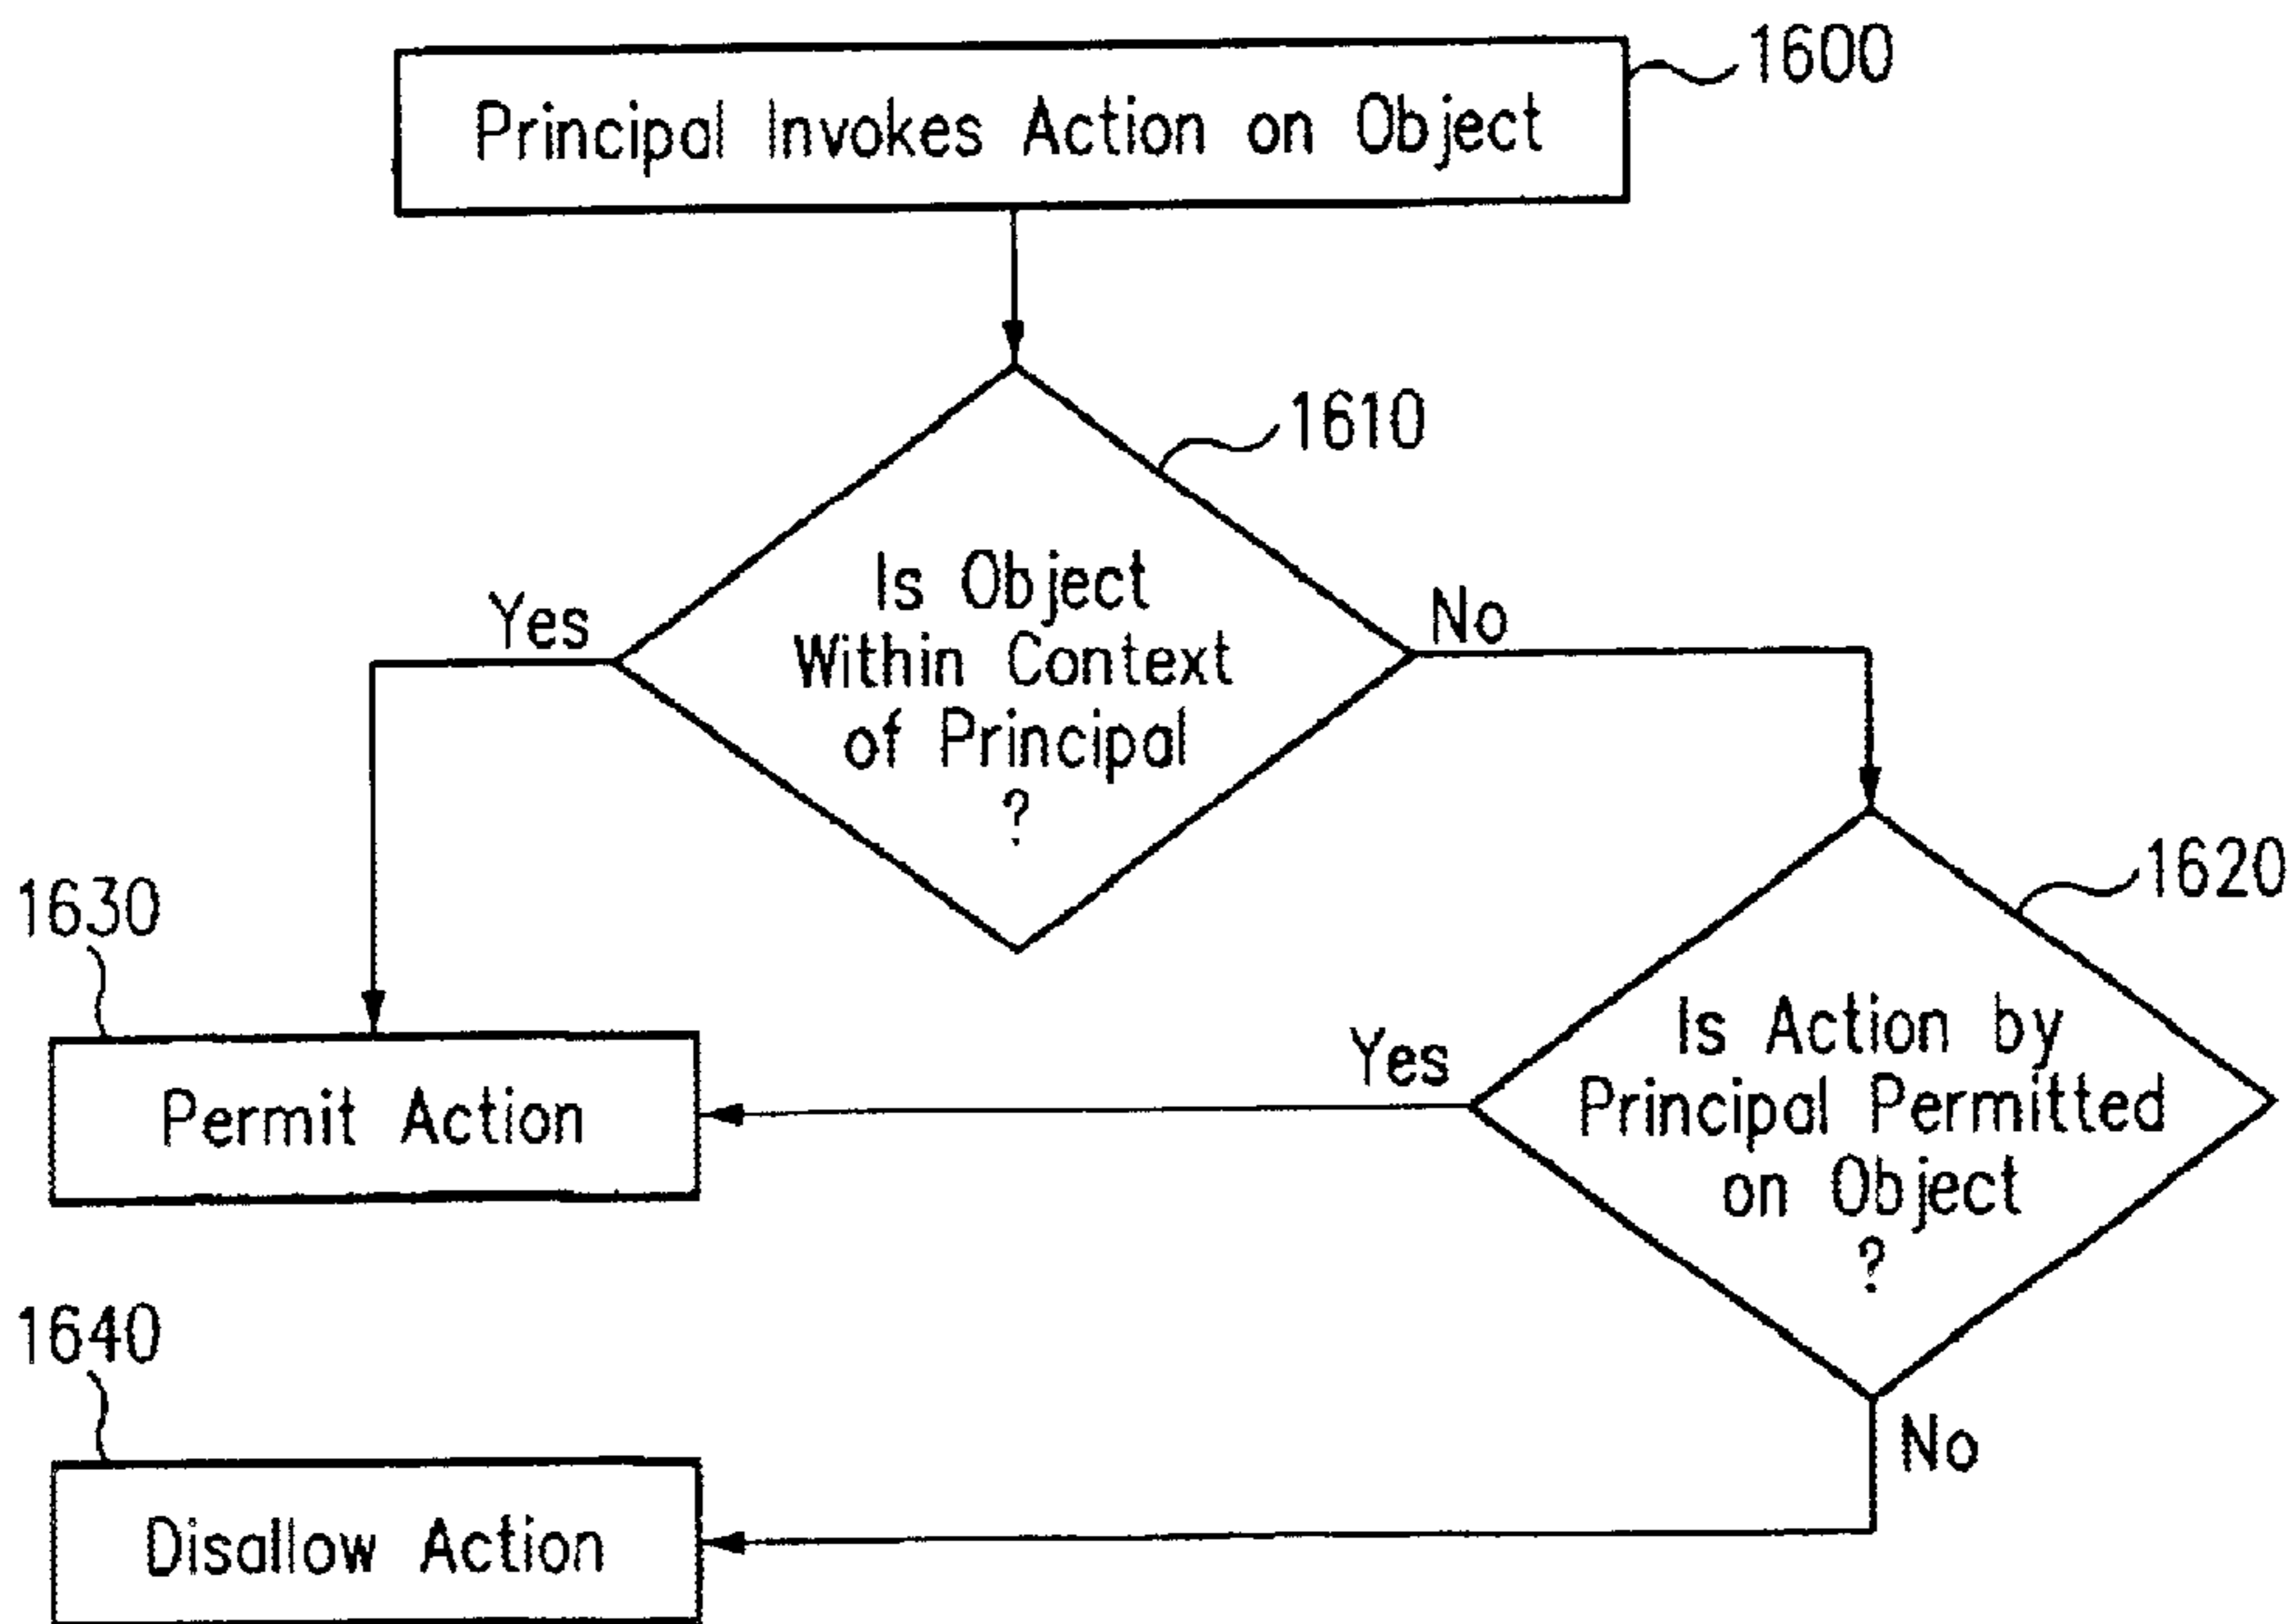 Principal Invokes Action on Object
1600
1610
Is Object
Within Context
of Principal
?
Yes
No
1620
1630
Is Action by
Principal Permitted
on Object
?
Yes
Permit Action
1640
No
Disallow Action